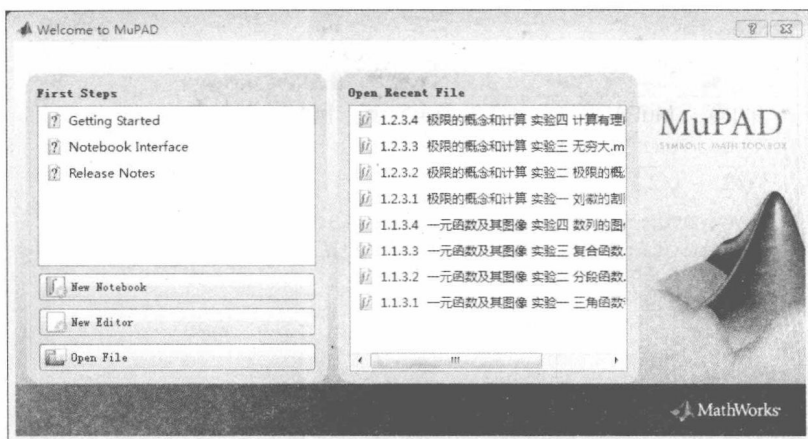 Welcome to MuPAD
First Steps
Getting Started
Notebook Interface
Release Notes
New Notebook
New Editor
Open File
Open Recent File
1.2.3.4 极限的概念和计算 实验四 计算有理
1.2.3.3 极限的概念和计算 实验三 无穷大.m
1.2.3.2 极限的概念和计算 实验二 极限的概
1.2.3.1 极限的概念和计算 实验一 刘徽的割
1.1.3.4 一元函数及其图像 实验四 数列的图
1.1.3.3 一元函数及其图像 实验三 复合函数.
1.1.3.2 一元函数及其图像 实验二 分段函数.
1.1.3.1 一元函数及其图像 实验一 三角函数
MuPAD
SYMBOLIC MATH TOOLBOX
MathWorks